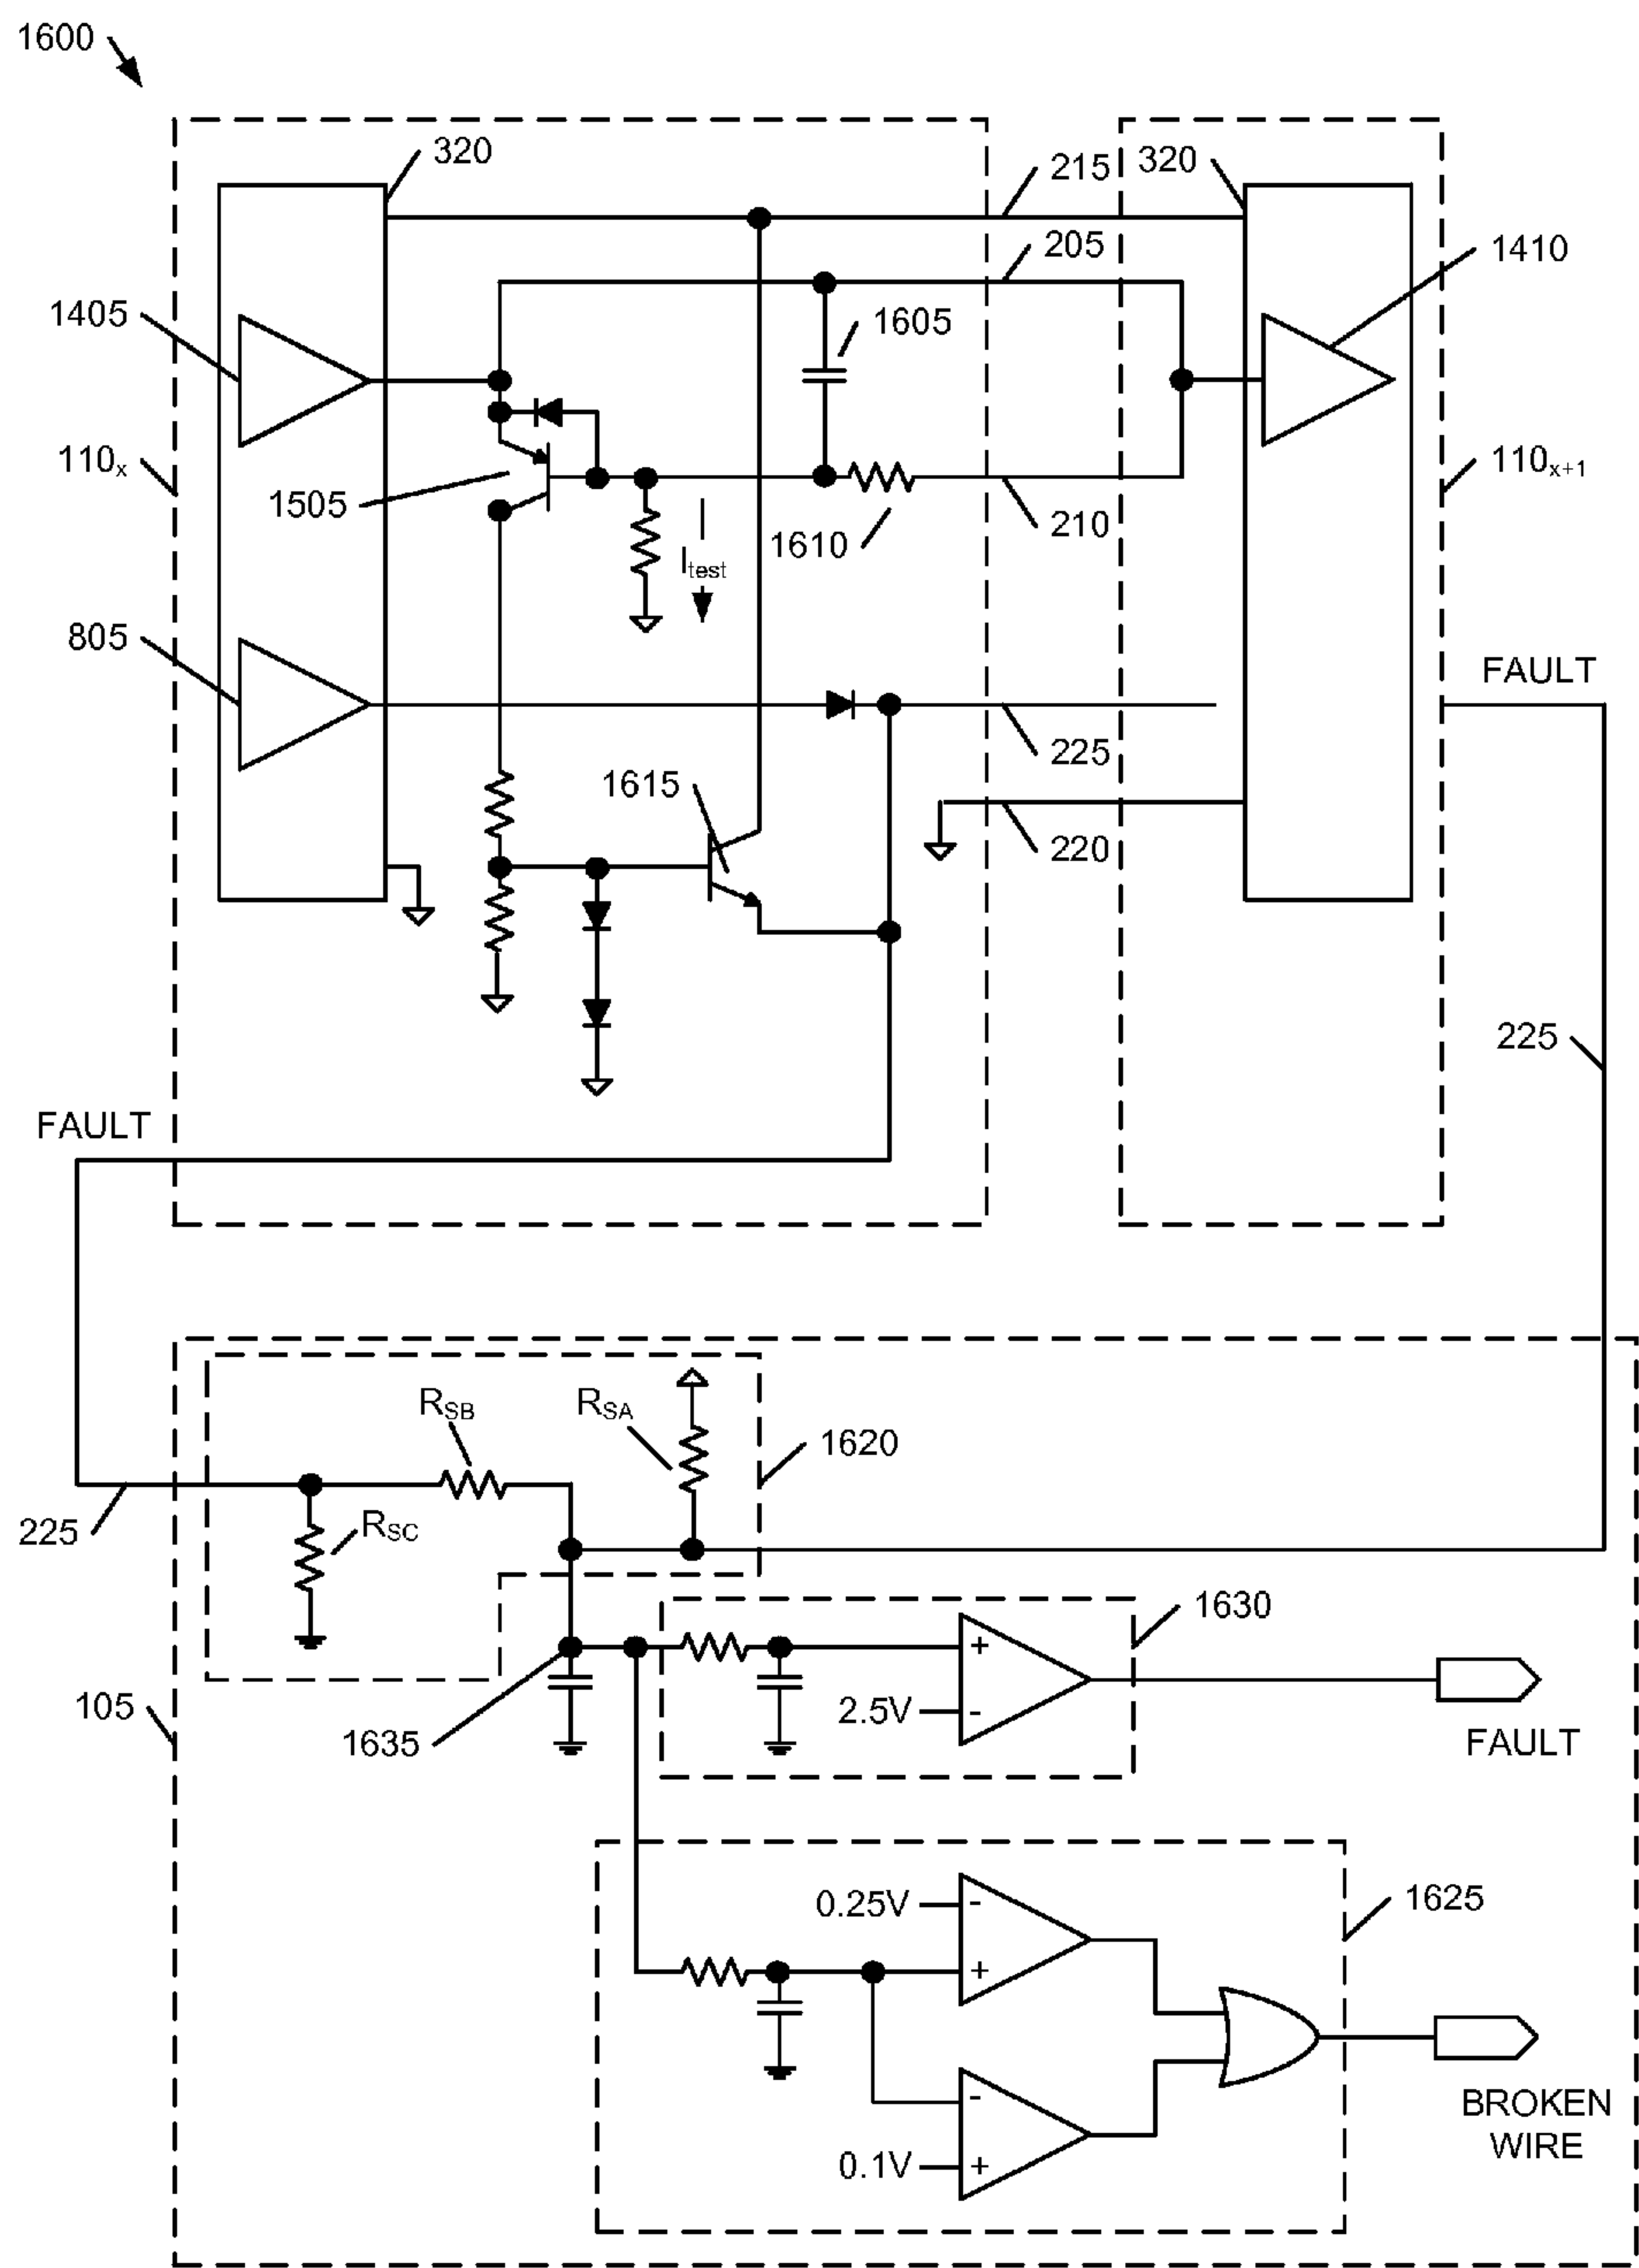 1600
320
215
320
205
1410
1405
1605
110x
1505
Itest
1610
210
110x+1
805
FAULT
225
1615
220
225
FAULT
RSB
RSA
1620
225
RSC
1630
+
105
1635
2.5V
-
FAULT
0.25V
-
1625
+
-
BROKEN
WIRE
0.1V
+